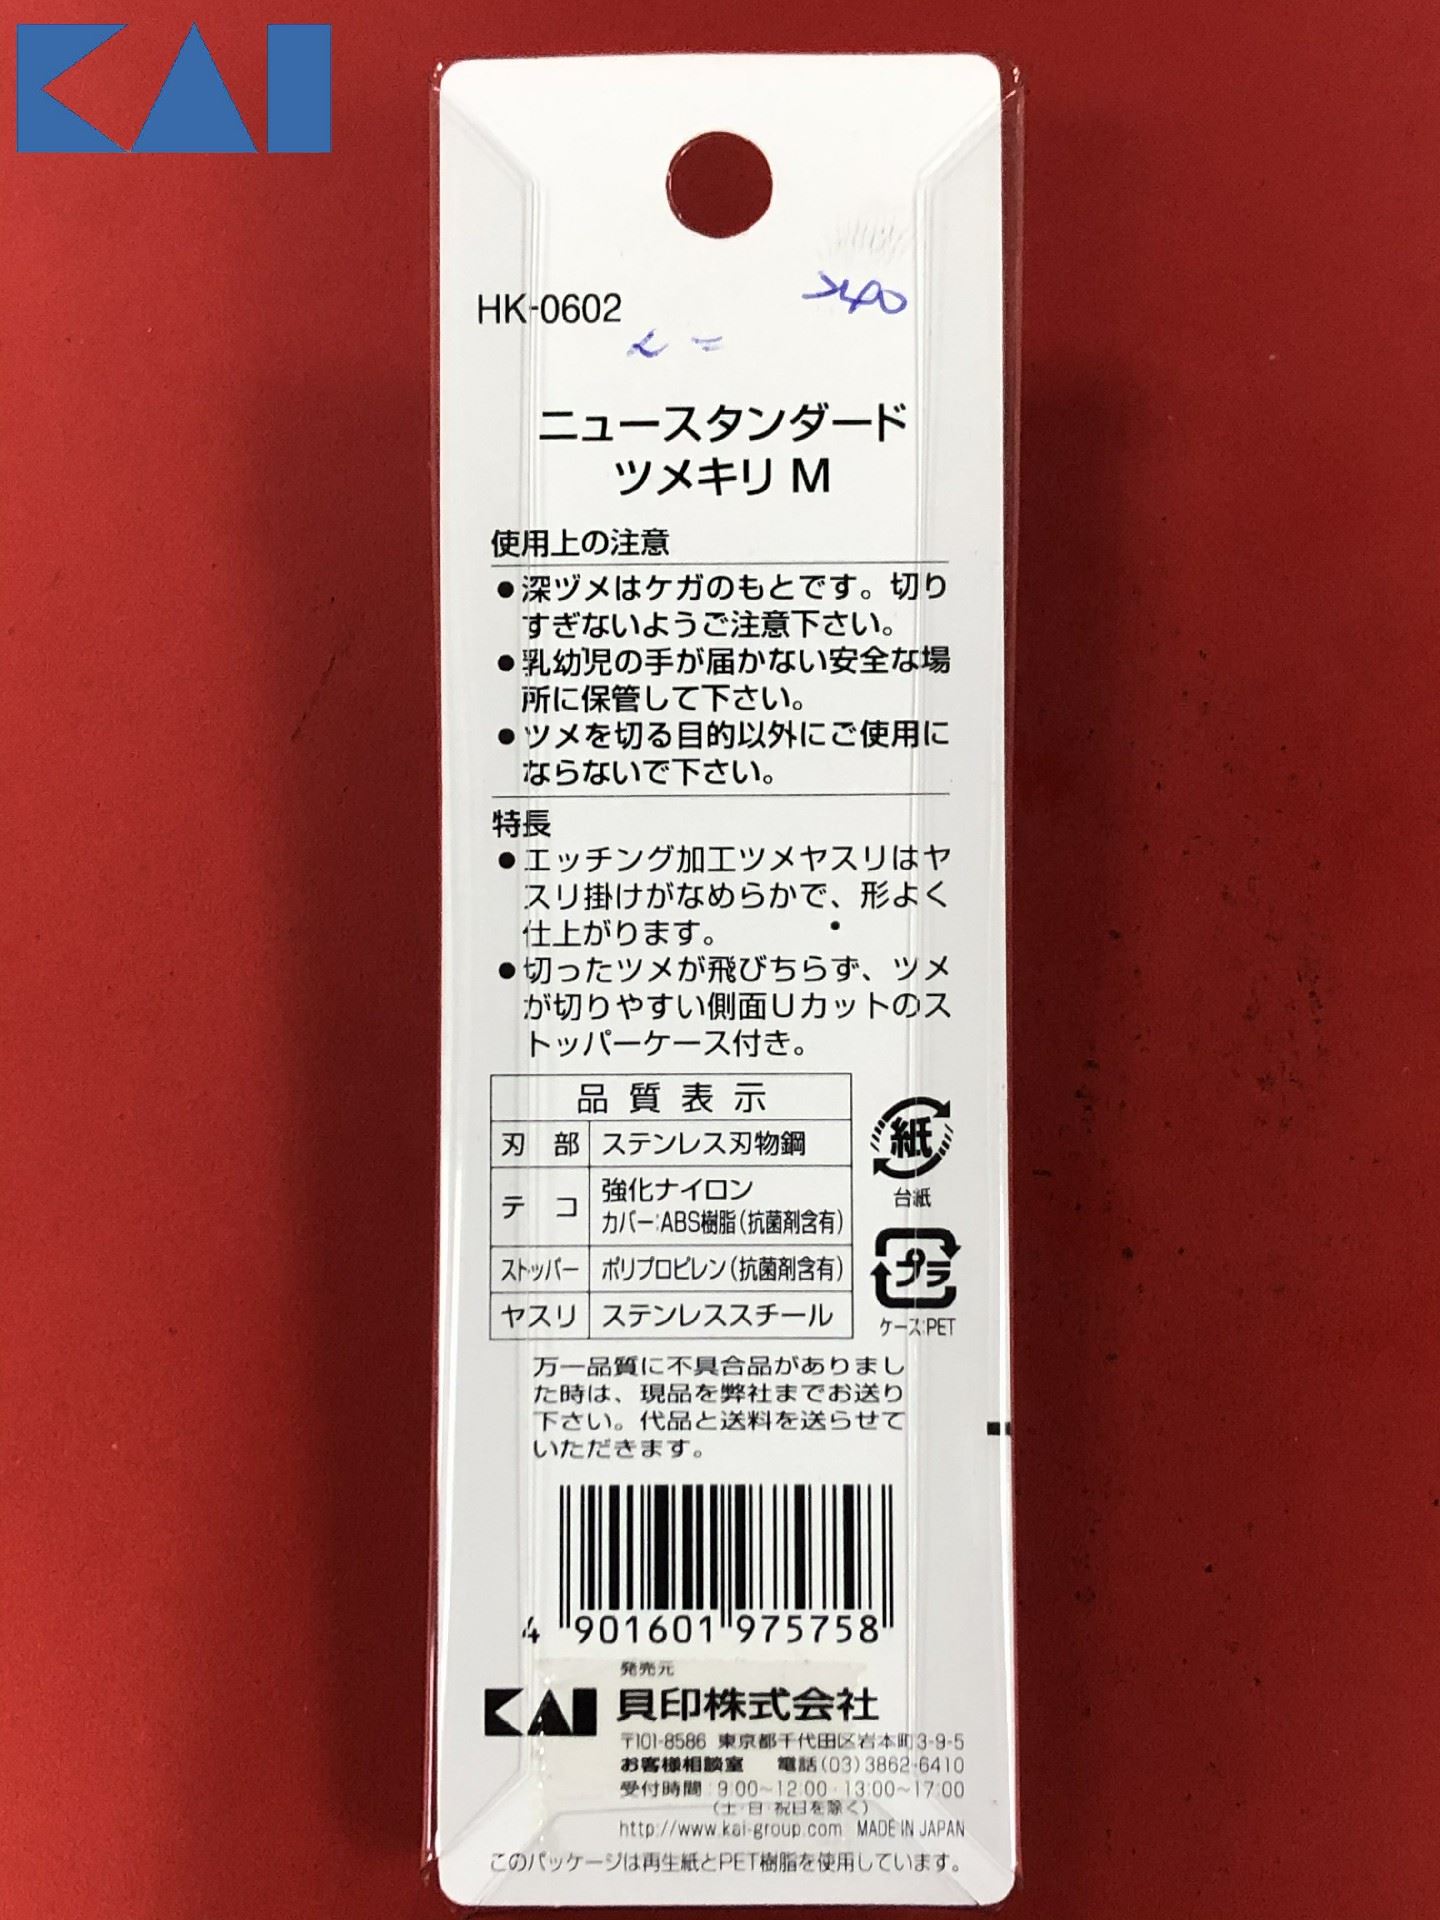 KAI
HK-0602
ニュースタンダード
ツメキリ M
使用上の注意
●深ヅメはケガのもとです。切り
すぎないようご注意下さい。
●乳幼児の手が届かない安全な場
所に保管して下さい。
●ツメを切る目的以外にご使用に
ならないで下さい。
特長
●エッチング加工ツメヤスリはヤ
スリ掛けがなめらかで、形よく
仕上がります。
●切ったツメが飛びちらず、ツメ
が切りやすい側面Uカットのス
トッパーケース付き。
品質表示
刃部 ステンレス刃物鋼
テコ 強化ナイロン
カバー:ABS樹脂(抗菌剤含有)
ストッパー ポリプロピレン(抗菌剤含有)
ヤスリ ステンレススチール
紙
台紙
プラ
ケース:PET
万一品質に不具合品がありまし
た時は、現品を弊社までお送り
下さい。代品と送料を送らせて
いただきます。
4 901601 975758
発売元
KAI 貝印株式会社
〒101-8586 東京都千代田区岩本町3-9-5
お客様相談室 電話(03)3862-6410
受付時間:9:00~12:00・13:00~17:00
(土・日・祝日を除く)
http://www.kai-group.com MADE IN JAPAN
このパッケージは再生紙とPET樹脂を使用しています。